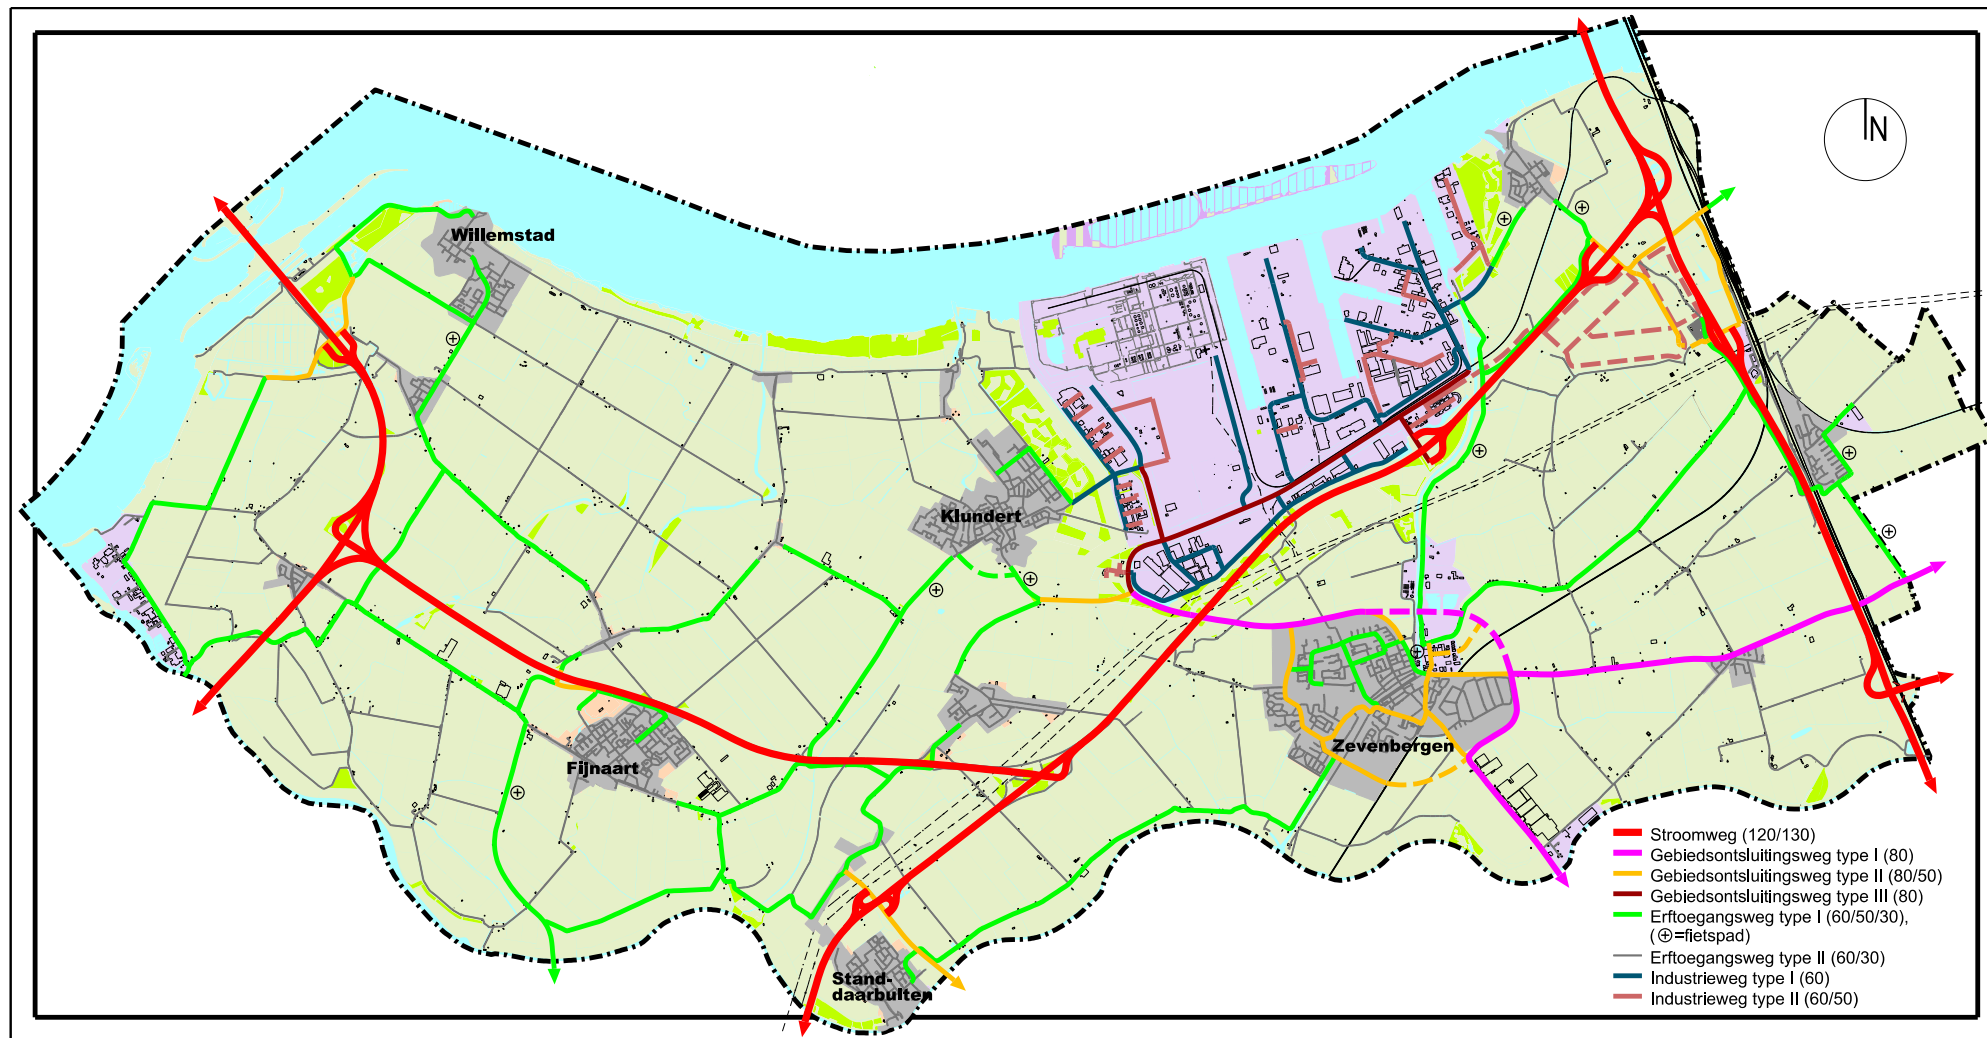 N
Willemstad
Klundert
Zevenbergen
Fijnaart
Stand-
daarbuiten
Stroomweg (120/130)
Gebiedsontsluitingsweg type I (80)
Gebiedsontsluitingsweg type II (80/50)
Gebiedsontsluitingsweg type III (80)
Erftoegangsweg type I (60/50/30),
(⊕=fietspad)
Erftoegangsweg type II (60/30)
Industrieweg type I (60)
Industrieweg type II (60/50)